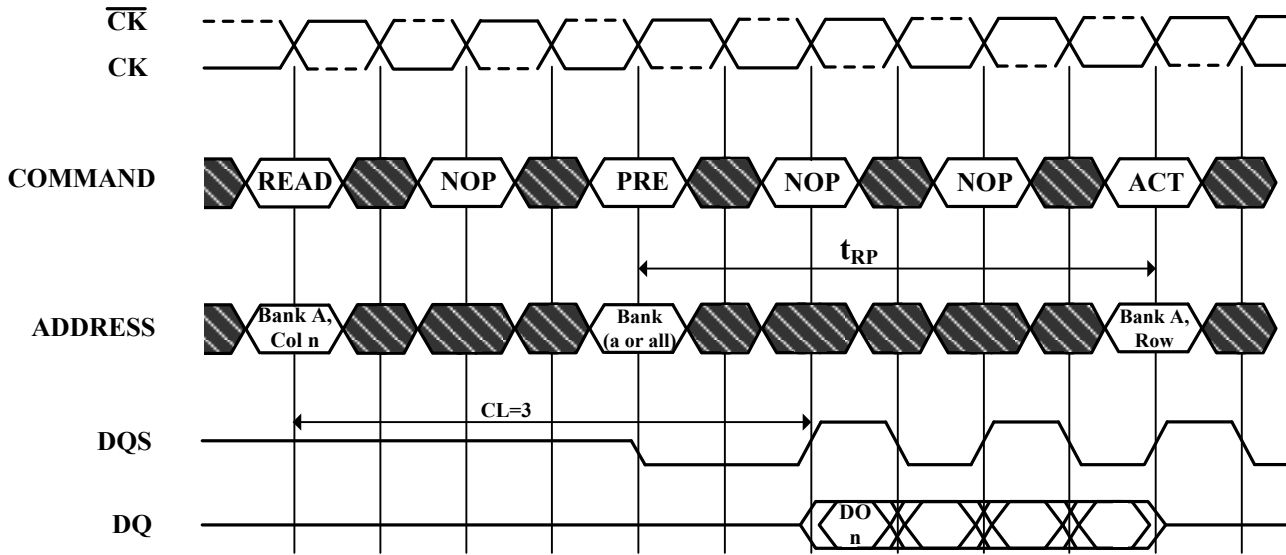 CK
CK
COMMAND READ NOP PRE NOP NOP ACT
tRP
ADDRESS Bank A, Col n Bank (a or all) Bank A, Row
CL=3
DQS
DQ DO n